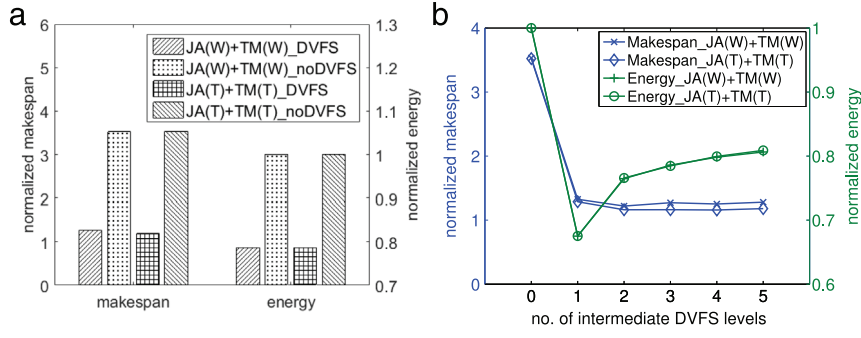 a
6
5
4
3
2
1
0
normalized makespan
1.3
1.2
1.1
1
0.9
0.8
0.7
normalized energy
JA(W)+TM(W)_DVFS
JA(W)+TM(W)_noDVFS
JA(T)+TM(T)_DVFS
JA(T)+TM(T)_noDVFS
makespan energy
b
4
3
2
1
0
normalized makespan
1
0.9
0.8
0.7
0.6
normalized energy
Makespan_JA(W)+TM(W)
Makespan_JA(T)+TM(T)
Energy_JA(W)+TM(W)
Energy_JA(T)+TM(T)
0 1 2 3 4 5
no. of intermediate DVFS levels